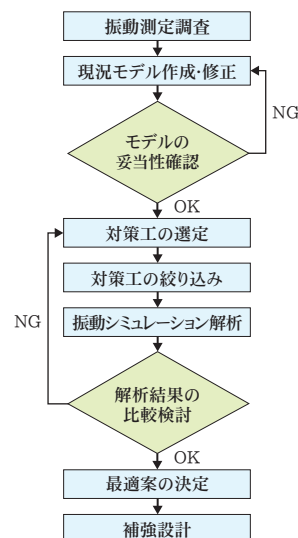 振動測定調査
現況モデル作成・修正
NG
モデルの
妥当性確認
OK
対策工の選定
対策工の絞り込み
NG
振動シミュレーション解析
解析結果の
比較検討
OK
最適案の決定
補強設計